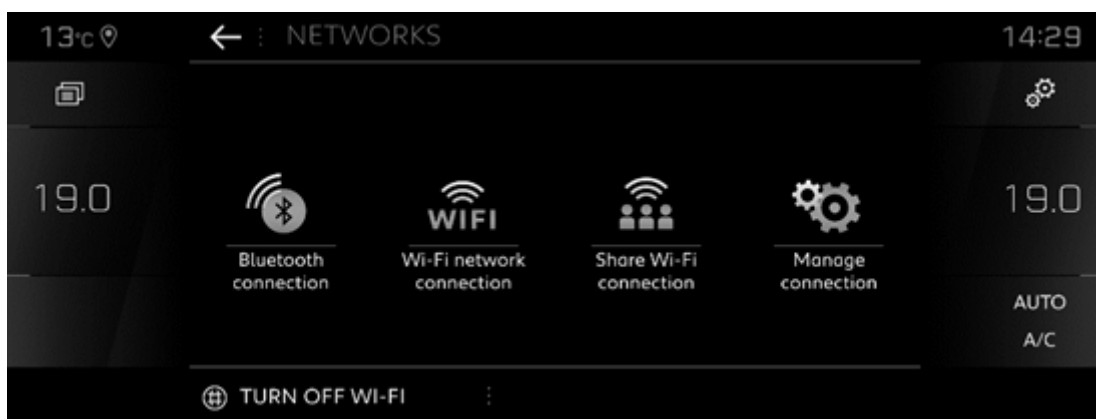 13°C
NETWORKS
14:29
19.0
WIFI
19.0
Bluetooth
connection
Wi-Fi network
connection
Share Wi-Fi
connection
Manage
connection
AUTO
A/C
TURN OFF WI-FI